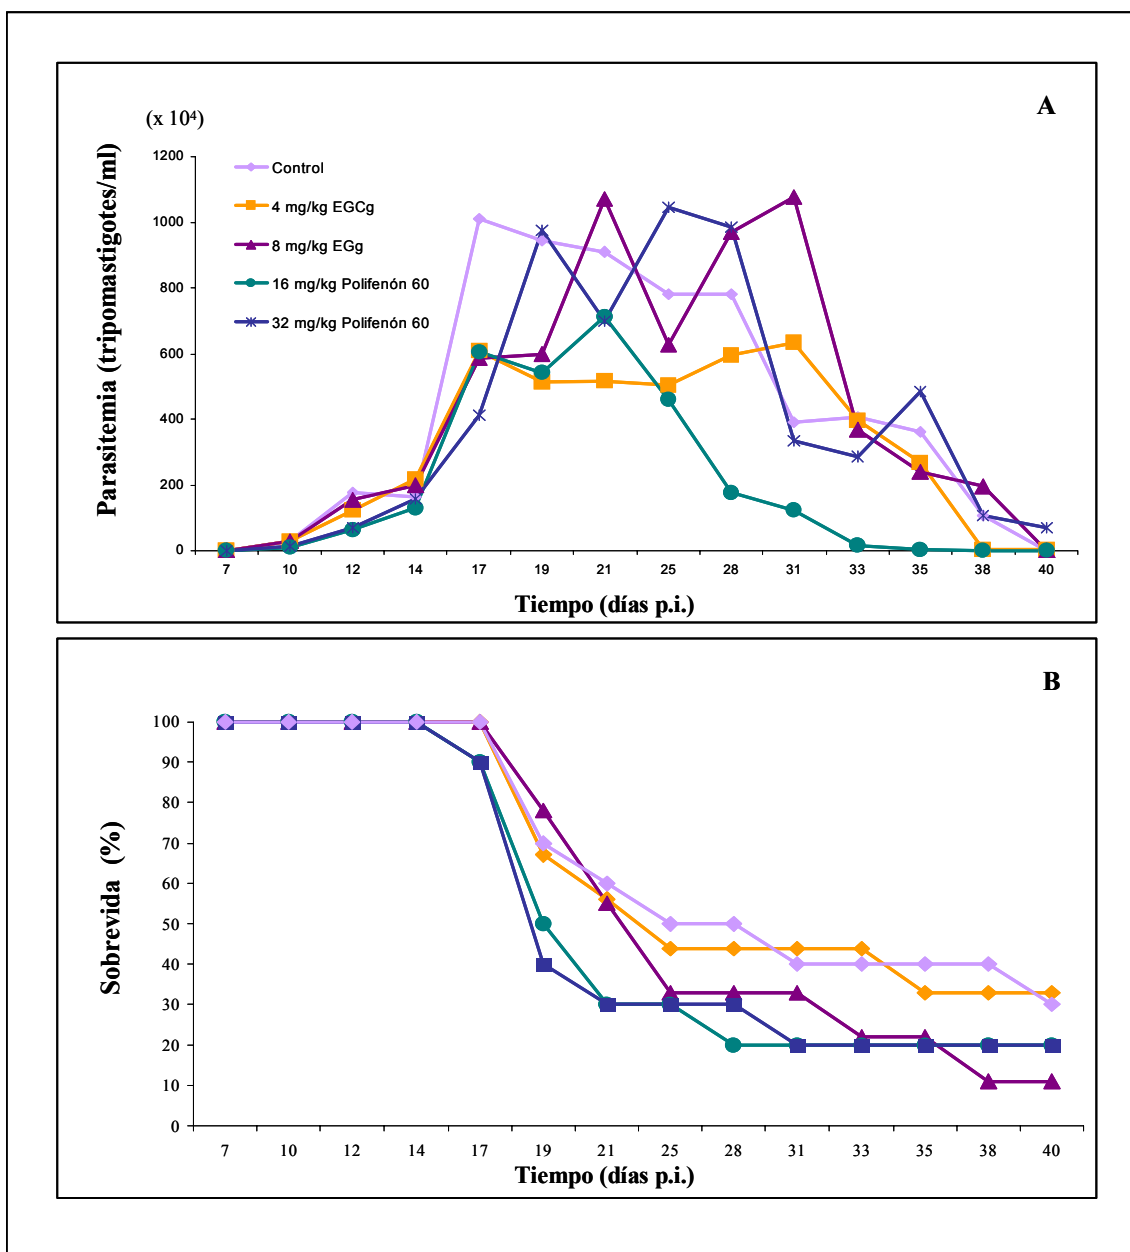 A
(x 10⁴)
Parasitemia (tripomastigotes/ml)
1200
1000
800
600
400
200
0
Control
4 mg/kg EGCg
8 mg/kg EGg
16 mg/kg Polifenón 60
32 mg/kg Polifenón 60
7 10 12 14 17 19 21 25 28 31 33 35 38 40
Tiempo (días p.i.)
B
Sobrevida (%)
100
90
80
70
60
50
40
30
20
10
0
7 10 12 14 17 19 21 25 28 31 33 35 38 40
Tiempo (días p.i.)